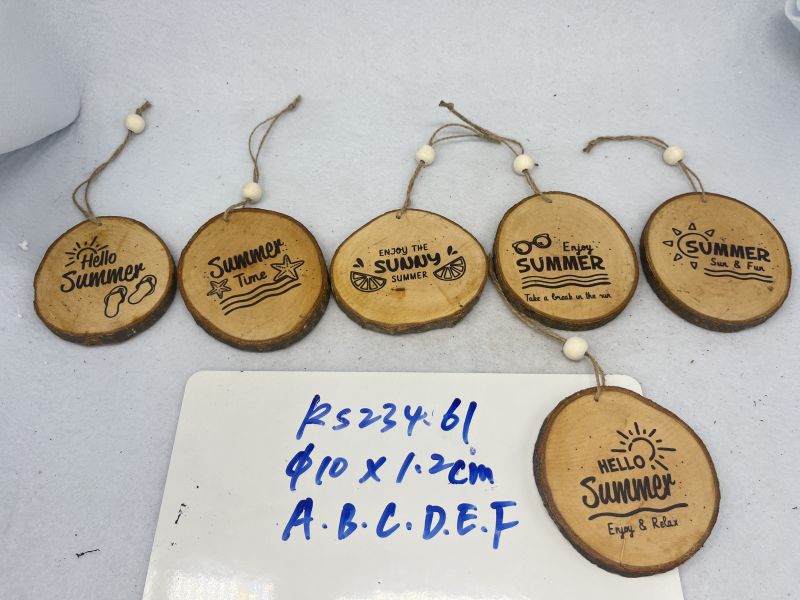 Hello
Summer
Summer
Time
ENJOY THE
SUNNY
SUMMER
Enjoy
SUMMER
Take a break in the sun
SUMMER
Sun & Fun
HELLO
Summer
Enjoy & Relax
RS234.61
φ10 x 1.2cm
A.B.C.D.E.F